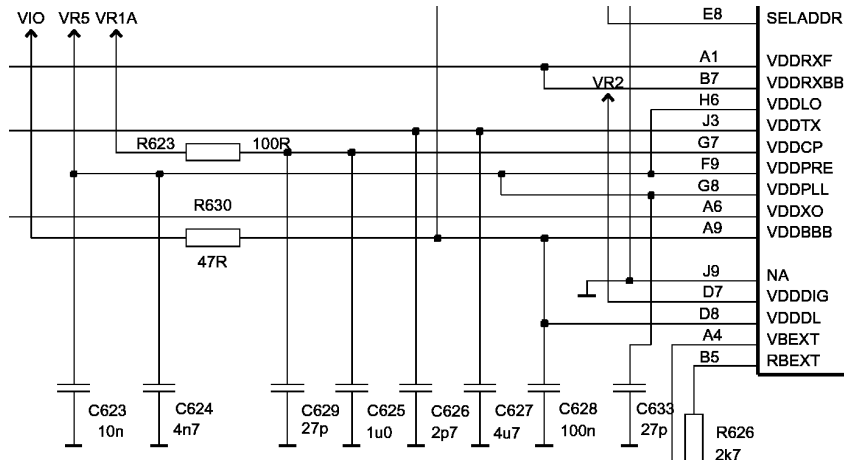 VIO VR5 VR1A
E8 SELADDR
A1 VDDRXF
B7 VDDRXBB
VR2
H6 VDDLO
J3 VDDTX
R623 100R
G7 VDDCP
F9 VDDPRE
G8 VDDPLL
R630
A6 VDDXO
A9 VDDBBB
47R
J9 NA
D7 VDDDIG
D8 VDDDL
A4 VBEXT
B5 RBEXT
C623
10n
C624
4n7
C629
27p
C625
1u0
C626
2p7
C627
4u7
C628
100n
C633
27p
R626
2k7